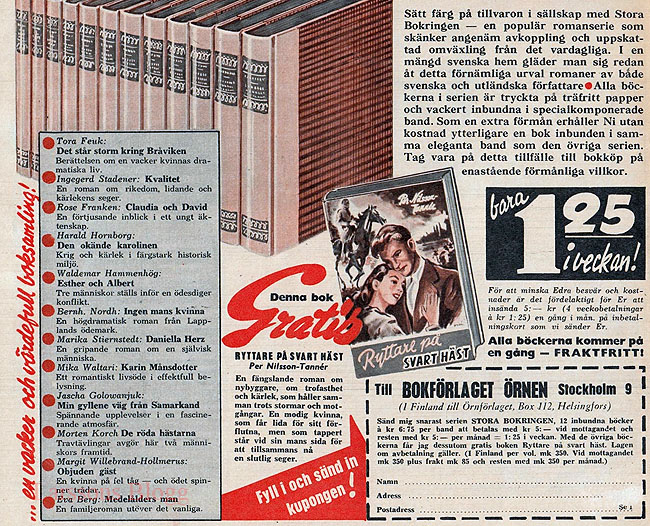 Sätt färg på tillvaron i sällskap med Stora
Bokringen — en populär romanserie som
skänker angenäm avkoppling och uppskat-
tad omväxling från det vardagliga. I en
mängd svenska hem gläder man sig redan
åt detta förnämliga urval romaner av både
svenska och utländska författare ● Alla böc-
kerna i serien är tryckta på träfritt papper
och vackert inbundna i specialkomponerade
band. Som en extra förmån erhåller Ni utan
kostnad ytterligare en bok inbunden i sam-
ma eleganta band som den övriga serien.
Tag vara på detta tillfälle till bokköp på
enastående förmånliga villkor.
... en vacker och värdefull boksamling!
Tora Feuk:
Det står storm kring Bråviken
Berättelsen om en vacker kvinnas dra-
matiska liv.
Ingegerd Stadener: Kvalitet
En roman om rikedom, lidande och
kärlekens seger.
Rose Franken: Claudia och David
En förtjusande inblick i ett ungt äk-
tenskap.
Harald Hornborg:
Den okände karolinen
Krig och kärlek i färgstark historisk
miljö.
Waldemar Hammenhög:
Esther och Albert
Tre människor ställs inför en ödesdiger
konflikt.
Bernh. Nordh: Ingen mans kvinna
En högdramatisk roman från Lapp-
lands ödemark.
Marika Stiernstedt: Daniella Herz
En gripande roman om en självisk
människa.
Mika Waltari: Karin Månsdotter
Ett romantiskt livsöde i effektfull be-
lysning.
Jascha Golowanjuk:
Min gyllene väg från Samarkand
Spännande upplevelser i en fascine-
rande atmosfär.
Morten Korch De röda hästarna
Travtävlingar avgör här två männi-
skors framtid.
Margit Willebrand-Hollmerus:
Objuden gäst
En kvinna på fel tåg — och ödet spin-
ner trådar.
Eva Berg: Medelålders man
En familjeroman utöver det vanliga.
Denna bok
Gratis
RYTTARE PÅ SVART HÄST
Per Nilsson-Tannér
En fängslande roman om
nybyggare, om trofasthet
och kärlek, som håller sam-
man trots stormar och mot-
gångar. En modig kvinna,
som får lida för sitt för-
flutna, men som tappert
står vid sin mans sida för
att tillsammans nå
en slutlig seger.
Per Nilsson-
Tannér
Ryttare på
SVART HÄST
Fyll i och sänd in
kupongen!
bara
1 25
i veckan!
För att minska Edra besvär och kost-
nader är det fördelaktigt för Er att
insända 5:— kr (4 veckobetalningar
à kr 1:25) en gång i mån. på inbetal-
ningskort som vi sänder Er.
Alla böckerna kommer på
en gång — FRAKTFRITT!
Till BOKFÖRLAGET ÖRNEN Stockholm 9
(I Finland till Örnförlaget, Box 112, Helsingfors)
Sänd mig snarast serien STORA BOKRINGEN, 12 inbundna böcker
à kr 6:75 per band att betalas med kr 5:— vid mottagandet och
resten med kr 5:— per månad = 1:25 i veckan. Med de övriga böc-
kerna får jag dessutom gratis boken Ryttare på svart häst. Lagen
om avbetalning gäller. (I Finland per vol. mk 350. Vid mottagandet
mk 350 plus frakt mk 85 och resten med mk 350 per månad.)
Namn
Adress
Postadress
Se 1